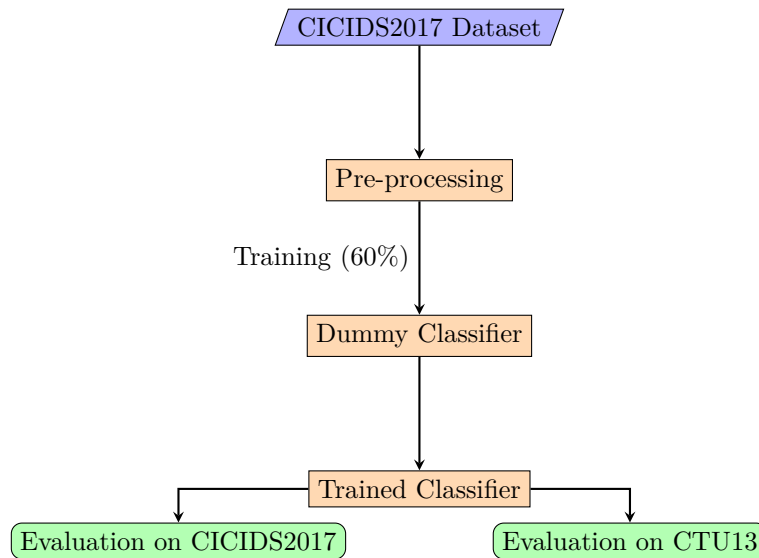 CICIDS2017 Dataset
Pre-processing
Training (60%)
Dummy Classifier
Trained Classifier
Evaluation on CICIDS2017
Evaluation on CTU13